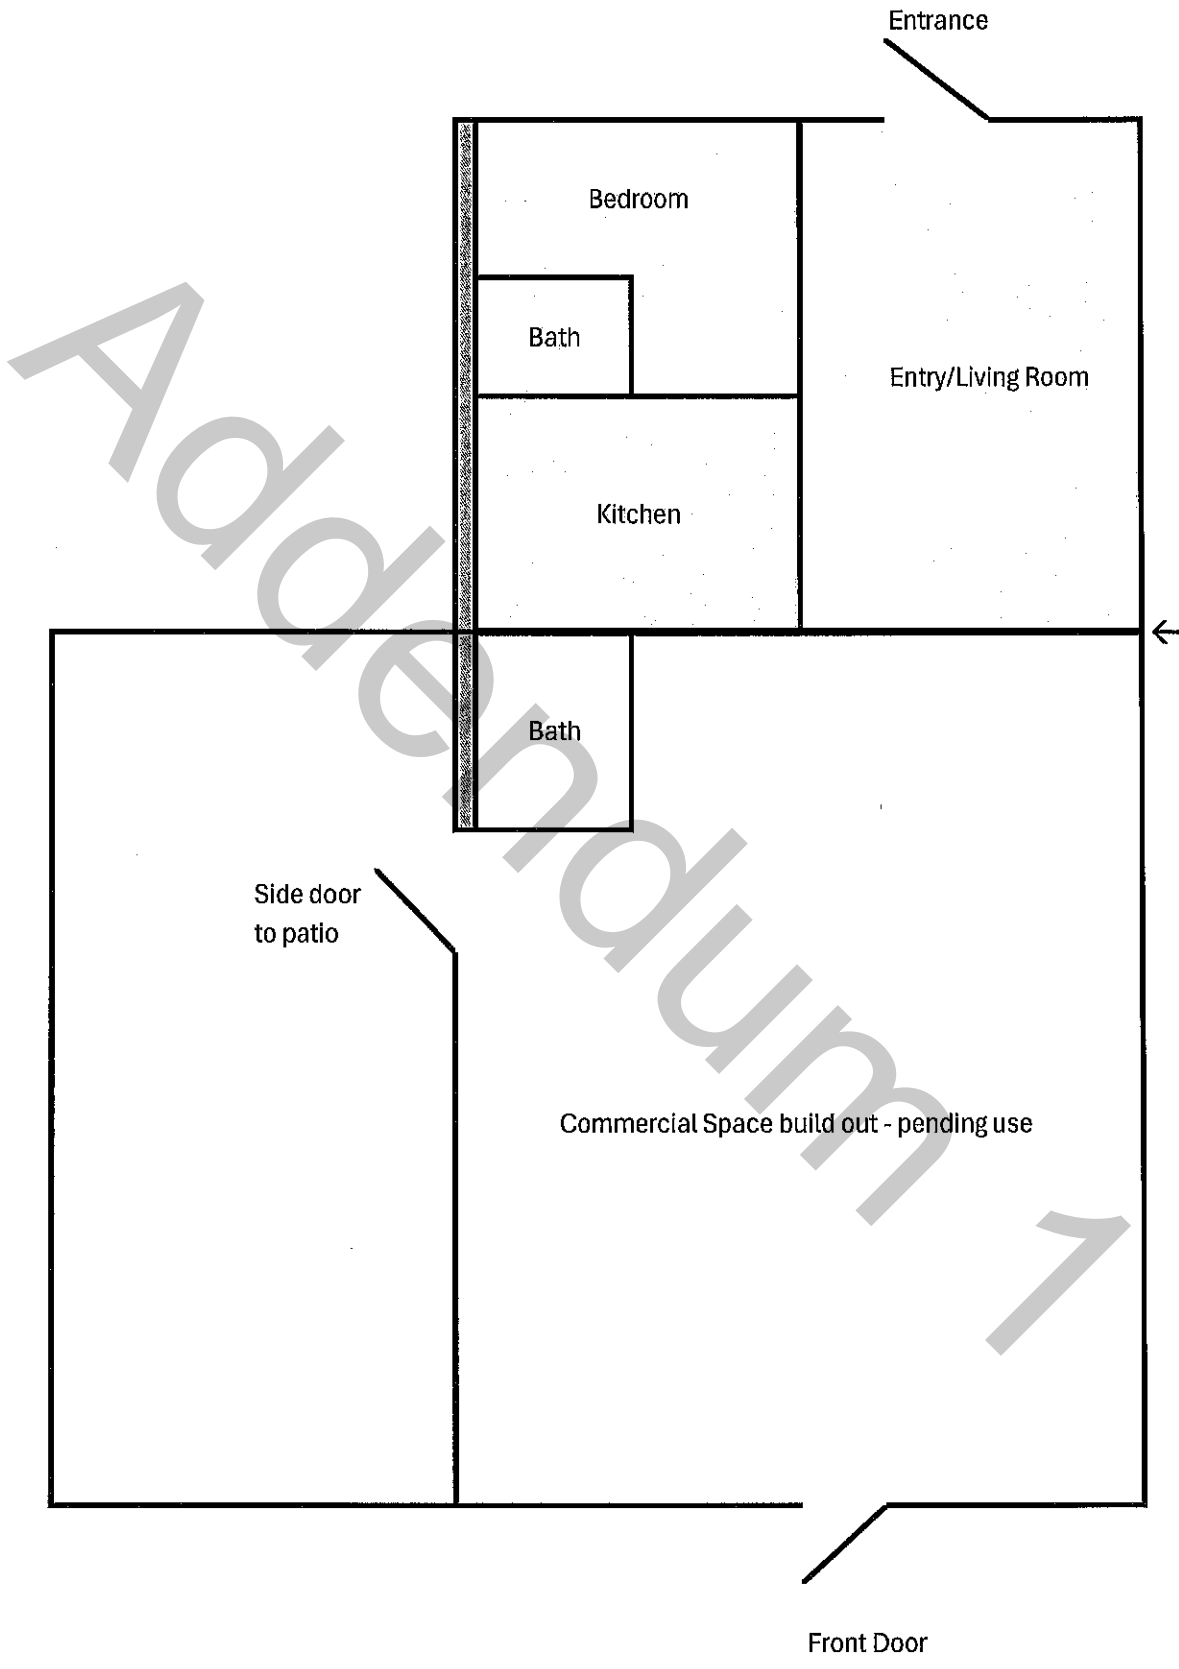 Entrance
Bedroom
Bath
Entry/Living Room
Kitchen
Bath
Side door
to patio
Commercial Space build out - pending use
Front Door
Addendum 1